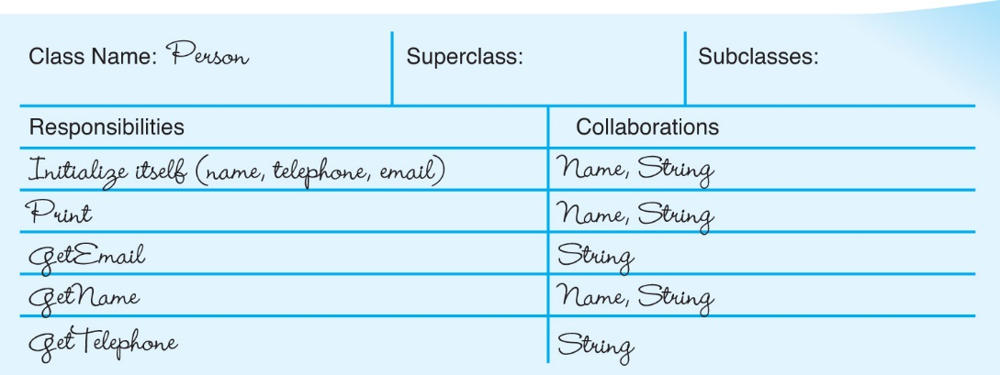 Class Name: Person Superclass: Subclasses:
Responsibilities Collaborations
Initialize itself (name, telephone, email) Name, String
Print Name, String
GetEmail String
GetName Name, String
GetTelephone String